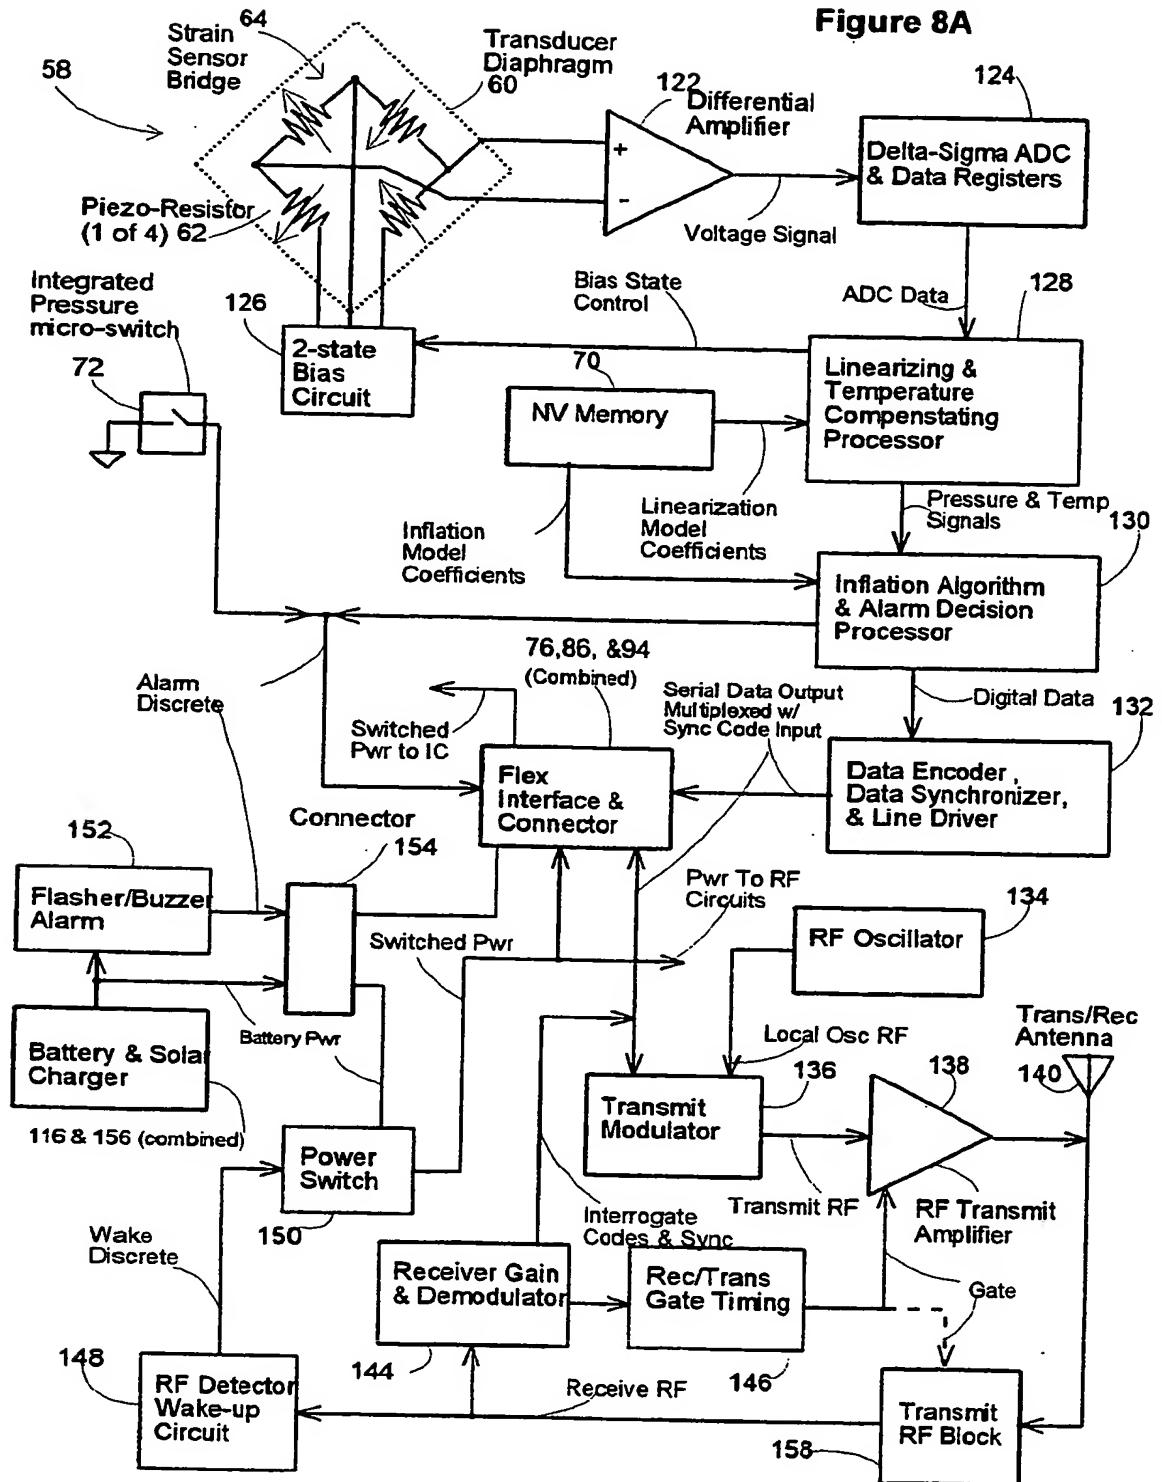 Figure 8A
58
Strain
Sensor
Bridge
64
Transducer
Diaphragm
60
122
Differential
Amplifier
124
+
-
Delta-Sigma ADC
& Data Registers
Piezo-Resistor
(1 of 4) 62
Voltage Signal
Integrated
Pressure
micro-switch
72
126
2-state
Bias
Circuit
Bias State
Control
ADC Data
128
70
NV Memory
Linearizing &
Temperature
Compenstating
Processor
Inflation
Model
Coefficients
Linearization
Model
Coefficients
Pressure & Temp
Signals
130
Inflation Algorithm
& Alarm Decision
Processor
Alarm
Discrete
76,86, &94
(Combined)
Switched
Pwr to IC
Serial Data Output
Multiplexed w/
Sync Code Input
Digital Data
132
Flex
Interface &
Connector
Data Encoder,
Data Synchronizer,
& Line Driver
152
Connector
154
Flasher/Buzzer
Alarm
Pwr To RF
Circuits
134
RF Oscillator
Switched Pwr
Battery Pwr
Battery & Solar
Charger
116 & 156 (combined)
Local Osc RF
136
Transmit
Modulator
138
Trans/Rec
Antenna
140
Power
Switch
150
Transmit RF
RF Transmit
Amplifier
Wake
Discrete
Interrogate
Codes & Sync
Receiver Gain
& Demodulator
144
Rec/Trans
Gate Timing
146
Gate
148
RF Detector
Wake-up
Circuit
Receive RF
Transmit
RF Block
158